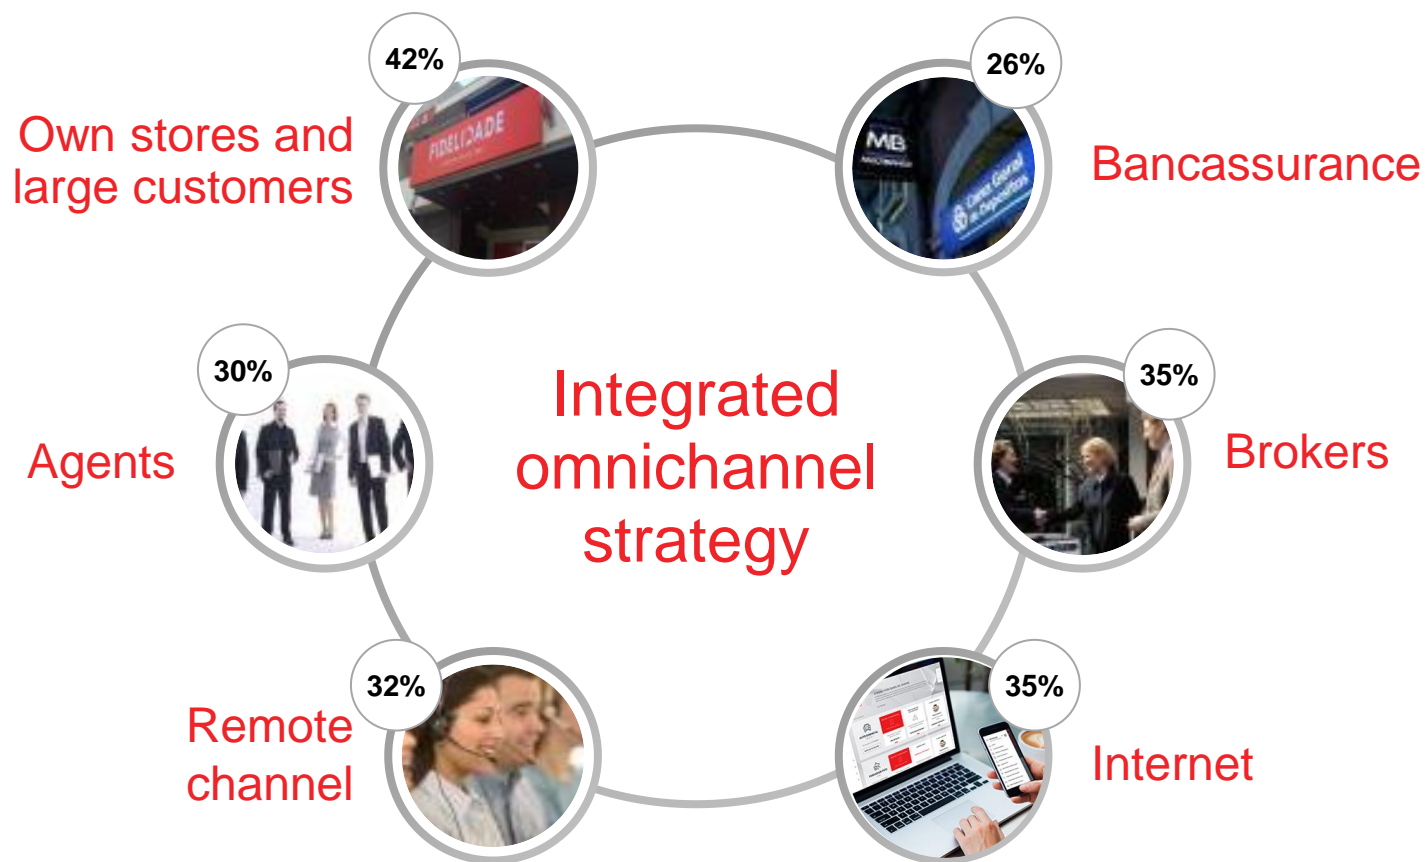 42%
26%
Own stores and
large customers
FIDELIDADE
MB
Caixa Geral
de Depositos
Bancassurance
30%
35%
Agents
Integrated
omnichannel
strategy
Brokers
32%
35%
Remote
channel
Internet